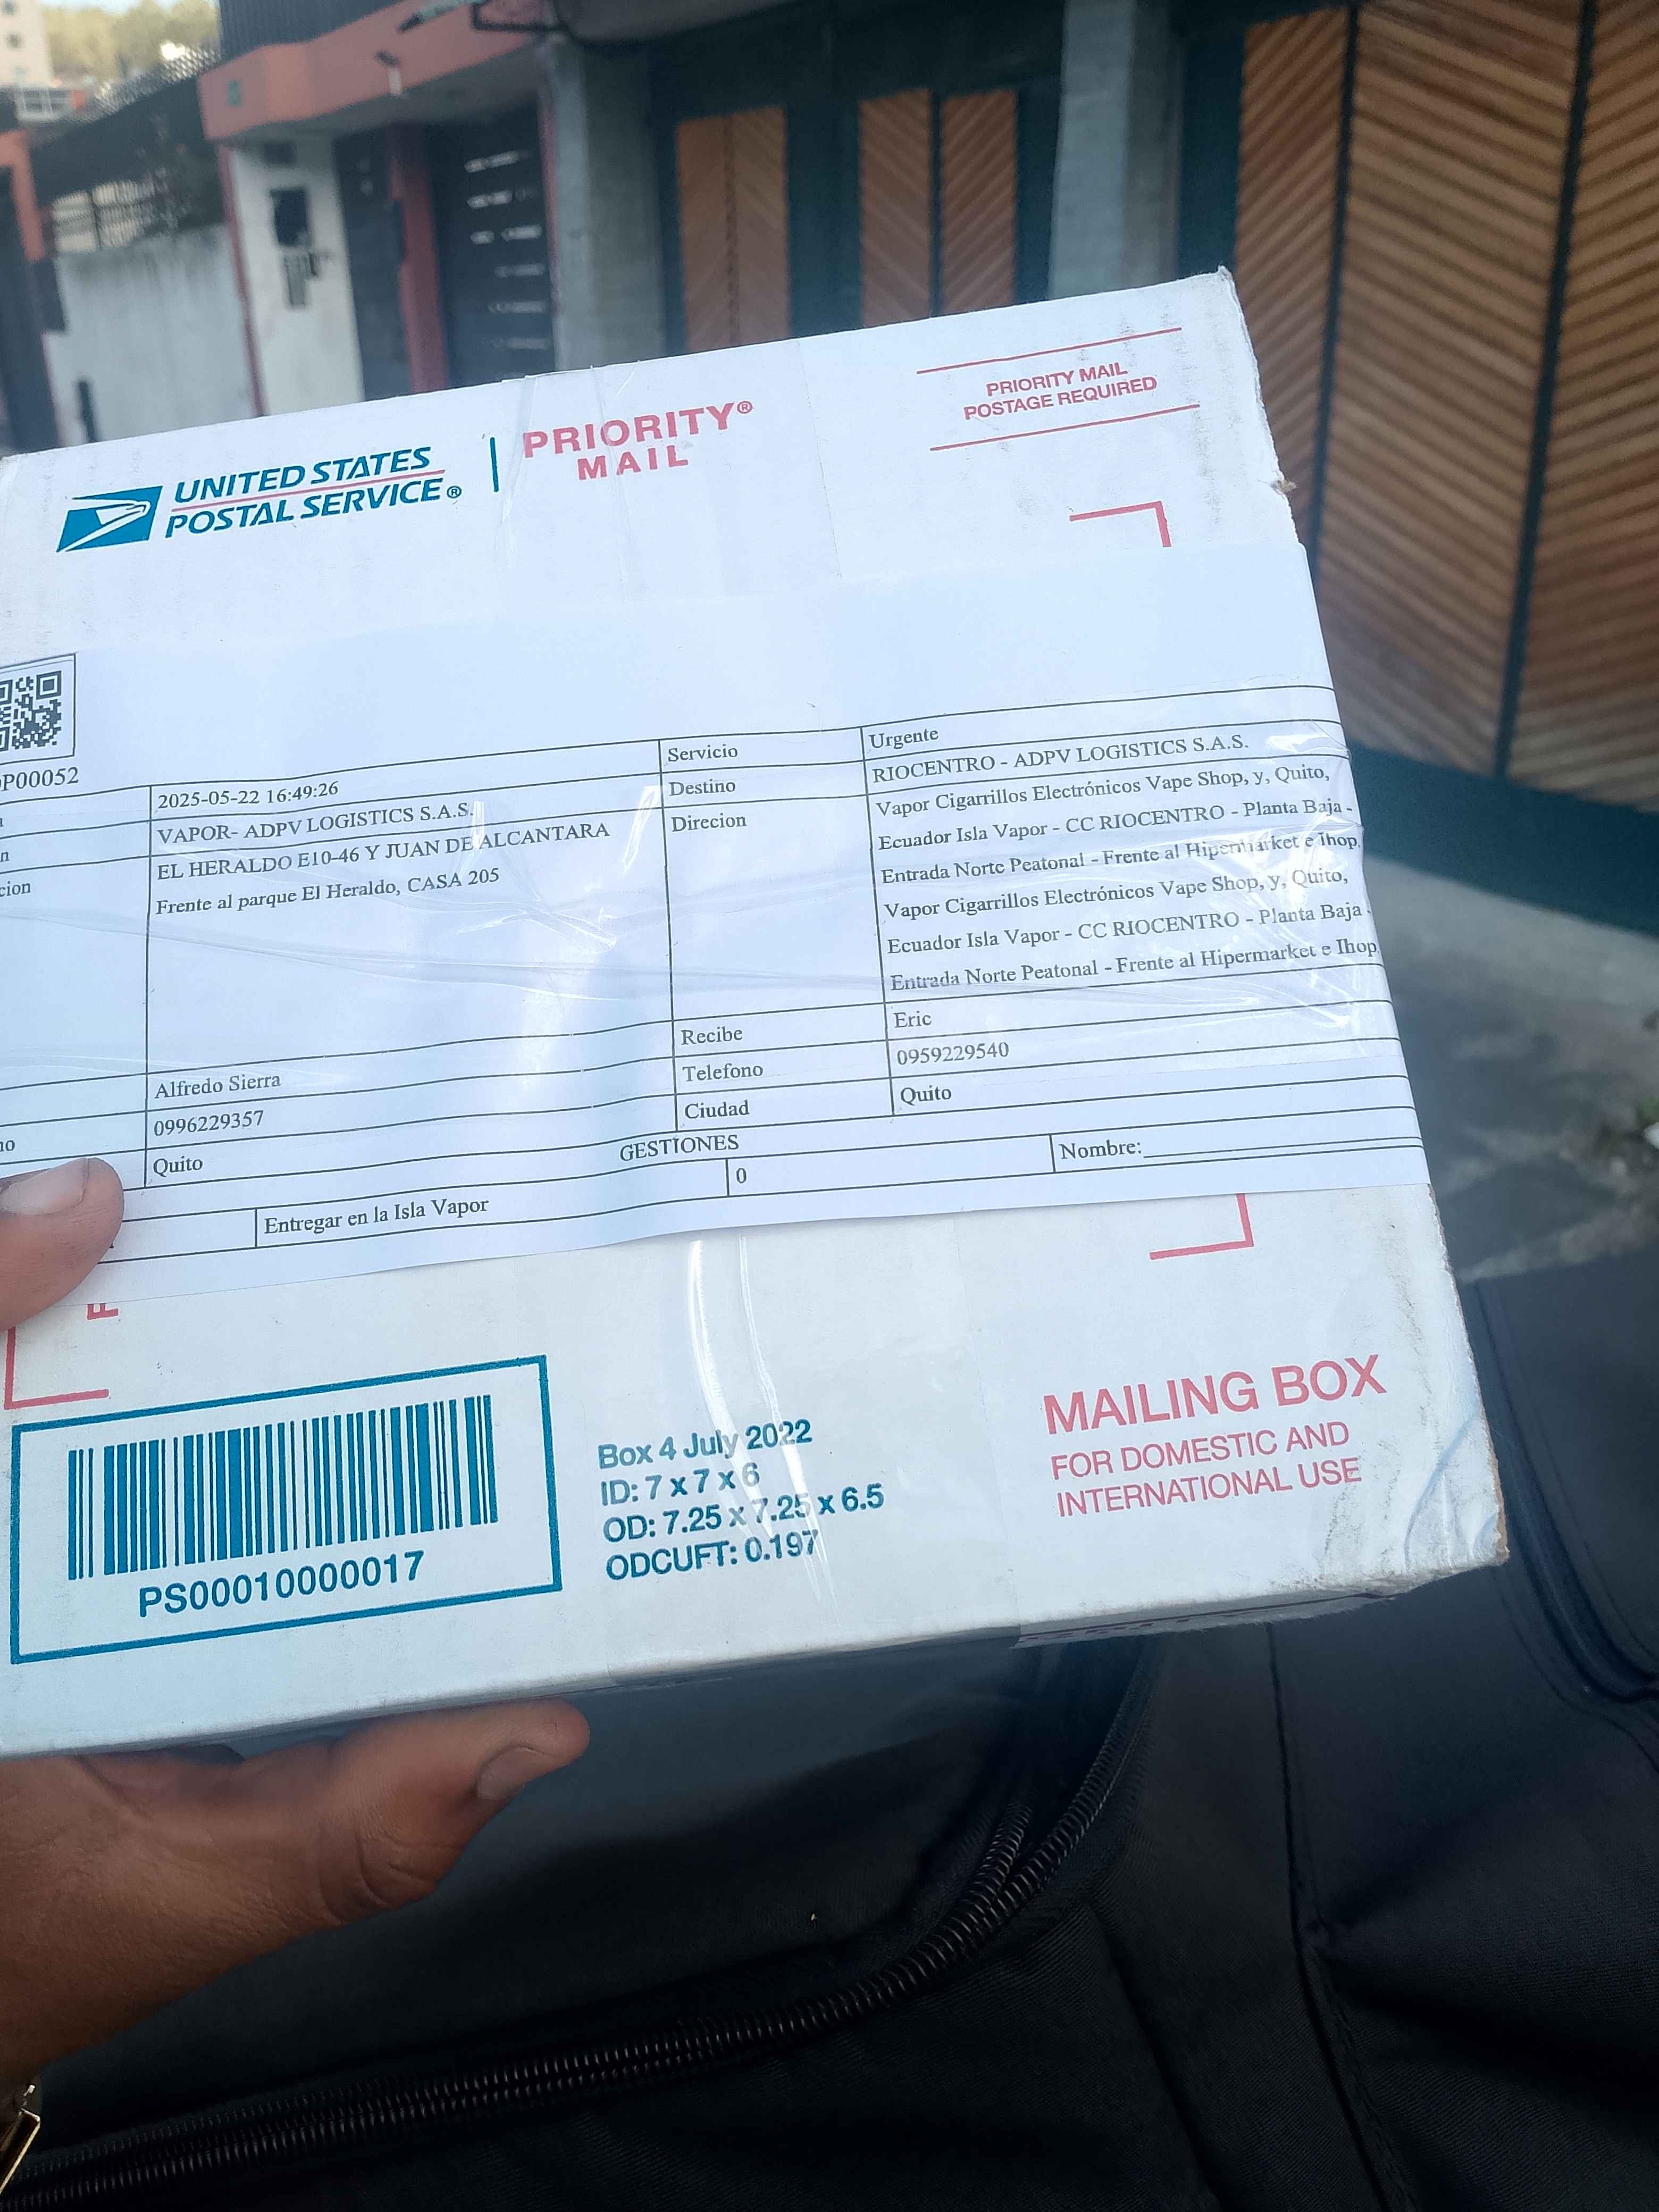 UNITED STATES
POSTAL SERVICE®
PRIORITY®
MAIL
PRIORITY MAIL
POSTAGE REQUIRED
P00052
2025-05-22 16:49:26
VAPOR- ADPV LOGISTICS S.A.S.
EL HERALDO E10-46 Y JUAN DE ALCANTARA
Frente al parque El Heraldo, CASA 205
Alfredo Sierra
0996229357
Quito
Servicio
Urgente
Destino
RIOCENTRO - ADPV LOGISTICS S.A.S.
Direcion
Vapor Cigarrillos Electrónicos Vape Shop, y, Quito,
Ecuador Isla Vapor - CC RIOCENTRO - Planta Baja -
Entrada Norte Peatonal - Frente al Hipermarket e Ihop,
Vapor Cigarrillos Electrónicos Vape Shop, y, Quito,
Ecuador Isla Vapor - CC RIOCENTRO - Planta Baja -
Entrada Norte Peatonal - Frente al Hipermarket e Ihop
Recibe
Eric
Telefono
0959229540
Ciudad
Quito
GESTIONES
Entregar en la Isla Vapor
0
Nombre:
PS00010000017
Box 4 July 2022
ID: 7 x 7 x 6
OD: 7.25 x 7.25 x 6.5
ODCUFT: 0.197
MAILING BOX
FOR DOMESTIC AND
INTERNATIONAL USE